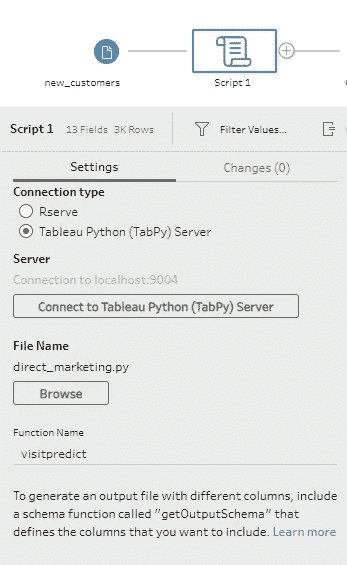 new_customers
Script 1
Script 1 13 Fields 3K Rows Filter Values...
Settings Changes (0)
Connection type
Rserve
Tableau Python (TabPy) Server
Server
Connection to localhost:9004
Connect to Tableau Python (TabPy) Server
File Name
direct_marketing.py
Browse
Function Name
visitpredict
To generate an output file with different columns, include
a schema function called "getOutputSchema" that
defines the columns that you want to include. Learn more